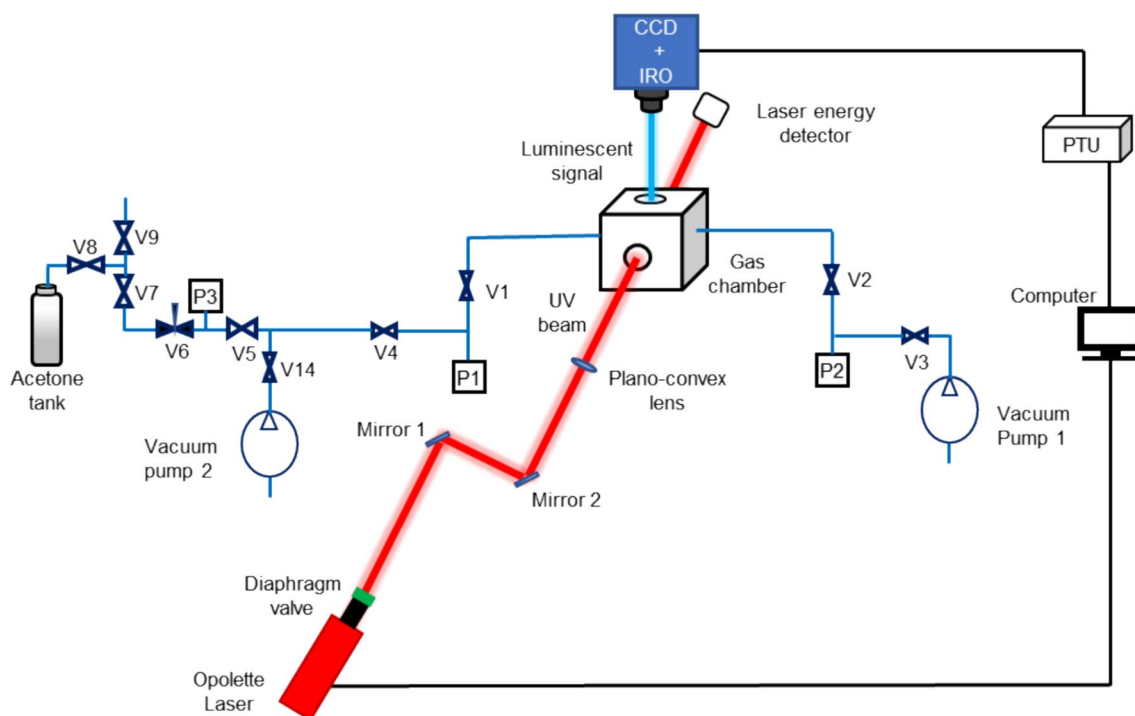 CCD
+
IRO
Laser energy
detector
PTU
Luminescent
signal
V9
V8
V7
P3
V1
Gas
chamber
V2
UV
beam
Computer
V6
V5
V4
V3
Acetone
tank
V14
P1
P2
Plano-convex
lens
Vacuum
pump 2
Mirror 1
Vacuum
Pump 1
Mirror 2
Diaphragm
valve
Opolette
Laser